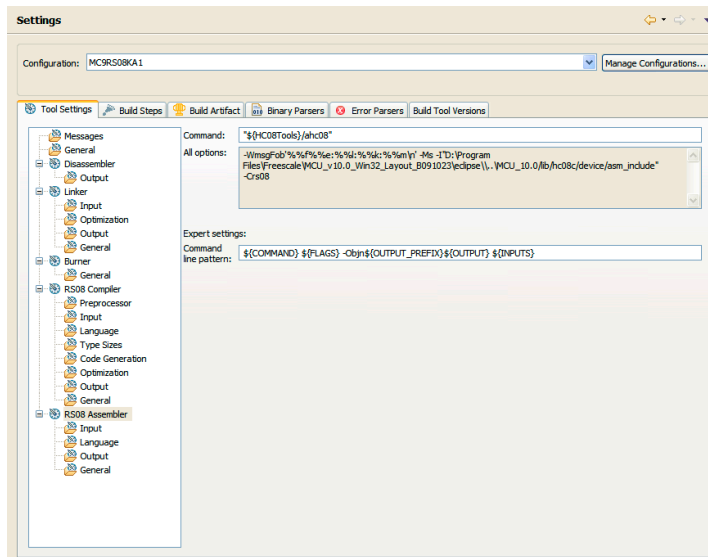 Settings
Configuration: MC9RS08KA1 Manage Configurations...
Tool Settings Build Steps Build Artifact Binary Parsers Error Parsers Build Tool Versions
Messages
General
Disassembler
Output
Linker
Input
Optimization
Output
General
Burner
General
RS08 Compiler
Preprocessor
Input
Language
Type Sizes
Code Generation
Optimization
Output
General
RS08 Assembler
Input
Language
Output
General
Command: "${HC08Tools}/ahc08"
All options: -WmsgFob'%%f%%e:%%l:%%k:%%m\n' -Ms -I"D:\Program
Files\Freescale\MCU_v10.0_Win32_Layout_B091023\eclipse\\..\MCU_10.0/lib/hc08c/device/asm_include"
-Crs08
Expert settings:
Command
line pattern: ${COMMAND} ${FLAGS} -Objn${OUTPUT_PREFIX}${OUTPUT} ${INPUTS}